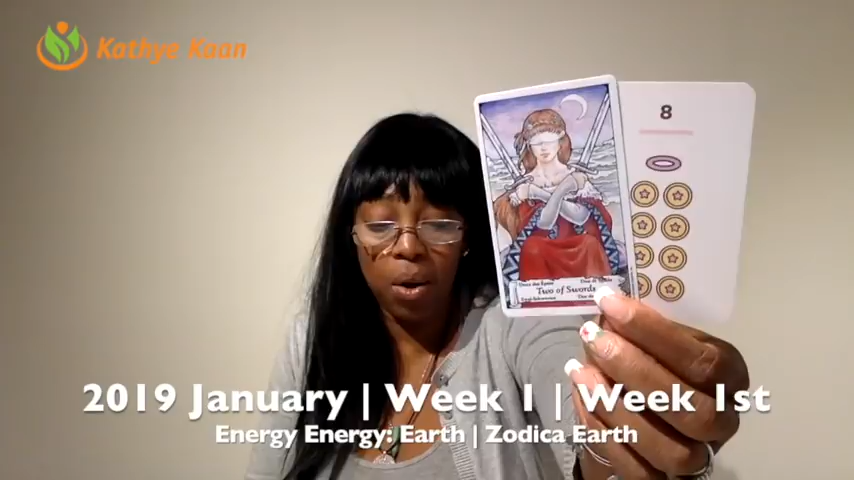 Kathye Kaan
8
Two of Swords
2019 January | Week 1 | Week 1st
Energy Energy: Earth | Zodica Earth